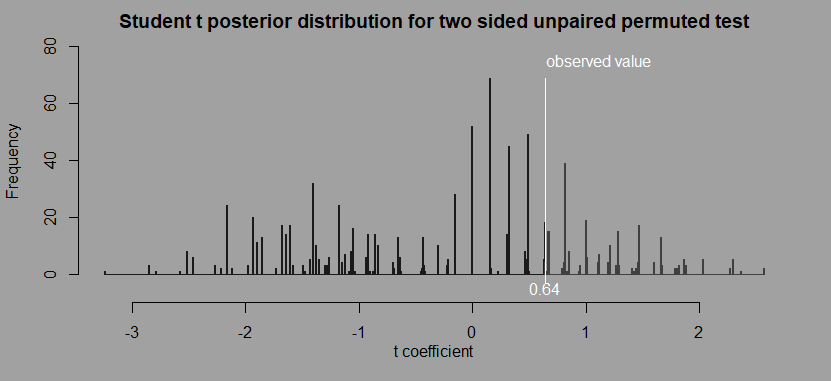 Student t posterior distribution for two sided unpaired permuted test
observed value
Frequency
80
60
40
20
0
0.64
-3 -2 -1 0 1 2
t coefficient